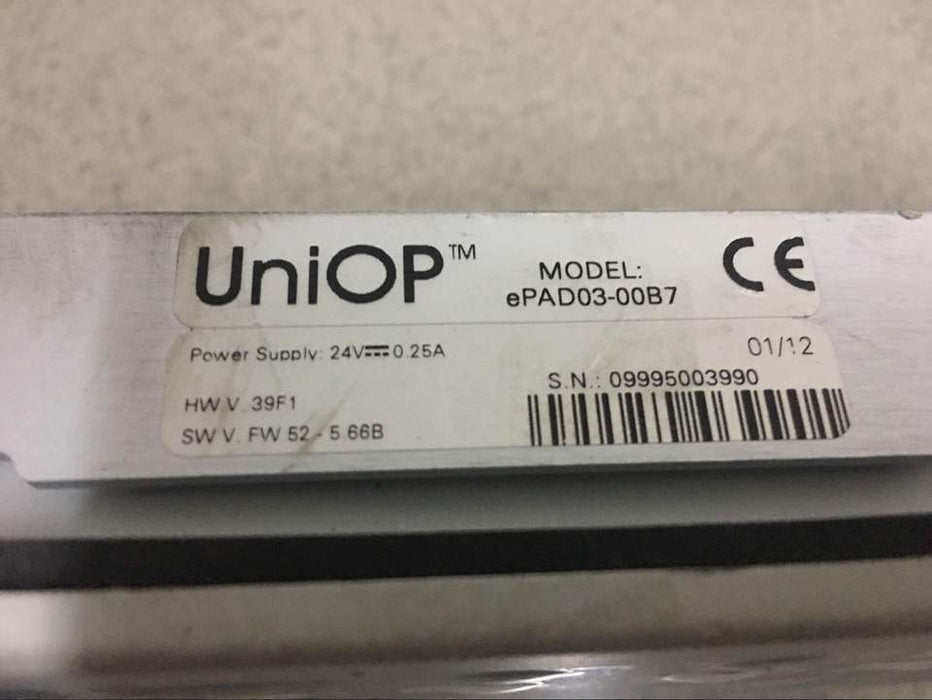 UniOP™
MODEL:
ePAD03-00B7
CE
Power Supply: 24V⎓0.25A
01/12
S.N.: 09995003990
HW V. 39F1
SW V. FW 52 - 5.66B